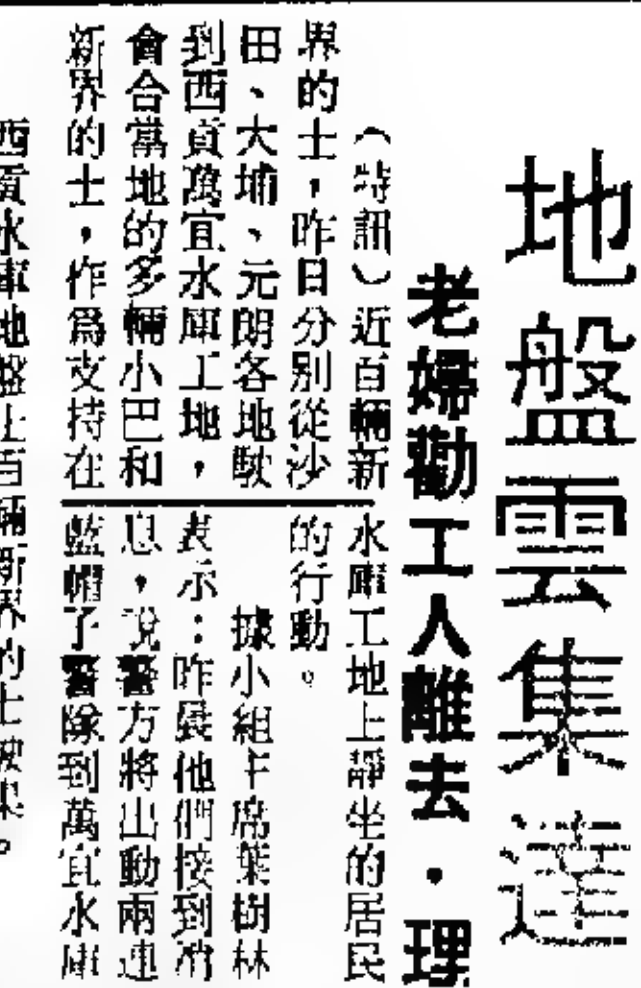 地盤雲集達
老婦勸工人離去．理
（特訊）近百輛新
界的士，昨日分別從沙
田、大埔、元朗各地駛
到西貢萬宜水庫工地，
會合當地的多輛小巴和
新界的士，作爲支持在
水庫工地上靜坐的居民
的行動。
據小組主席葉樹林
表示：昨晨他們接到消
息，說警方將出動兩連
藍帽子警隊到萬宜水庫
西貢水庫地盤上百輛新界的士